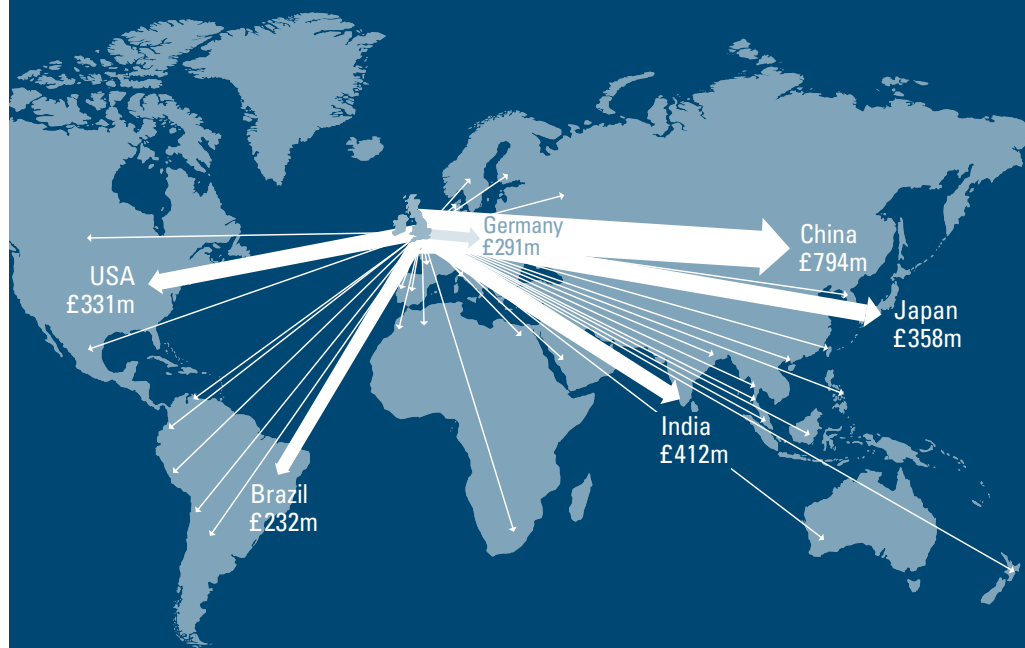 Germany
£291m
China
£794m
USA
£331m
Japan
£358m
India
£412m
Brazil
£232m